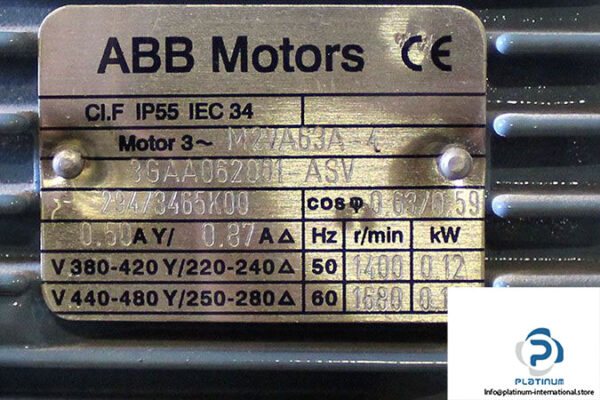 ABB Motors CE
Cl.F IP55 IEC 34
Motor 3~ M2VA63A-4
3GAA062001-ASV
294/3465K00 cosφ 0.63/0.59
0.50 A Y/ 0.87 A Δ Hz r/min kW
V 380-420 Y/220-240 Δ 50 1400 0.12
V 440-480 Y/250-280 Δ 60 1680
P
PLATINUM
Info@platinum-international.store